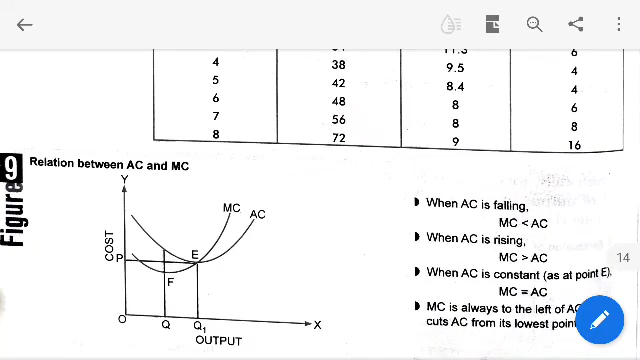 11.3 6
4 38 9.5 4
5 42 8.4 4
6 48 8 6
7 56 8 8
8 72 9 16
Figure 9
Relation between AC and MC
Y
MC
AC
COST
P
E
F
O
Q
Q₁
X
OUTPUT
When AC is falling,
MC < AC
When AC is rising,
MC > AC
When AC is constant (as at point E),
MC = AC
MC is always to the left of AC
cuts AC from its lowest point
14